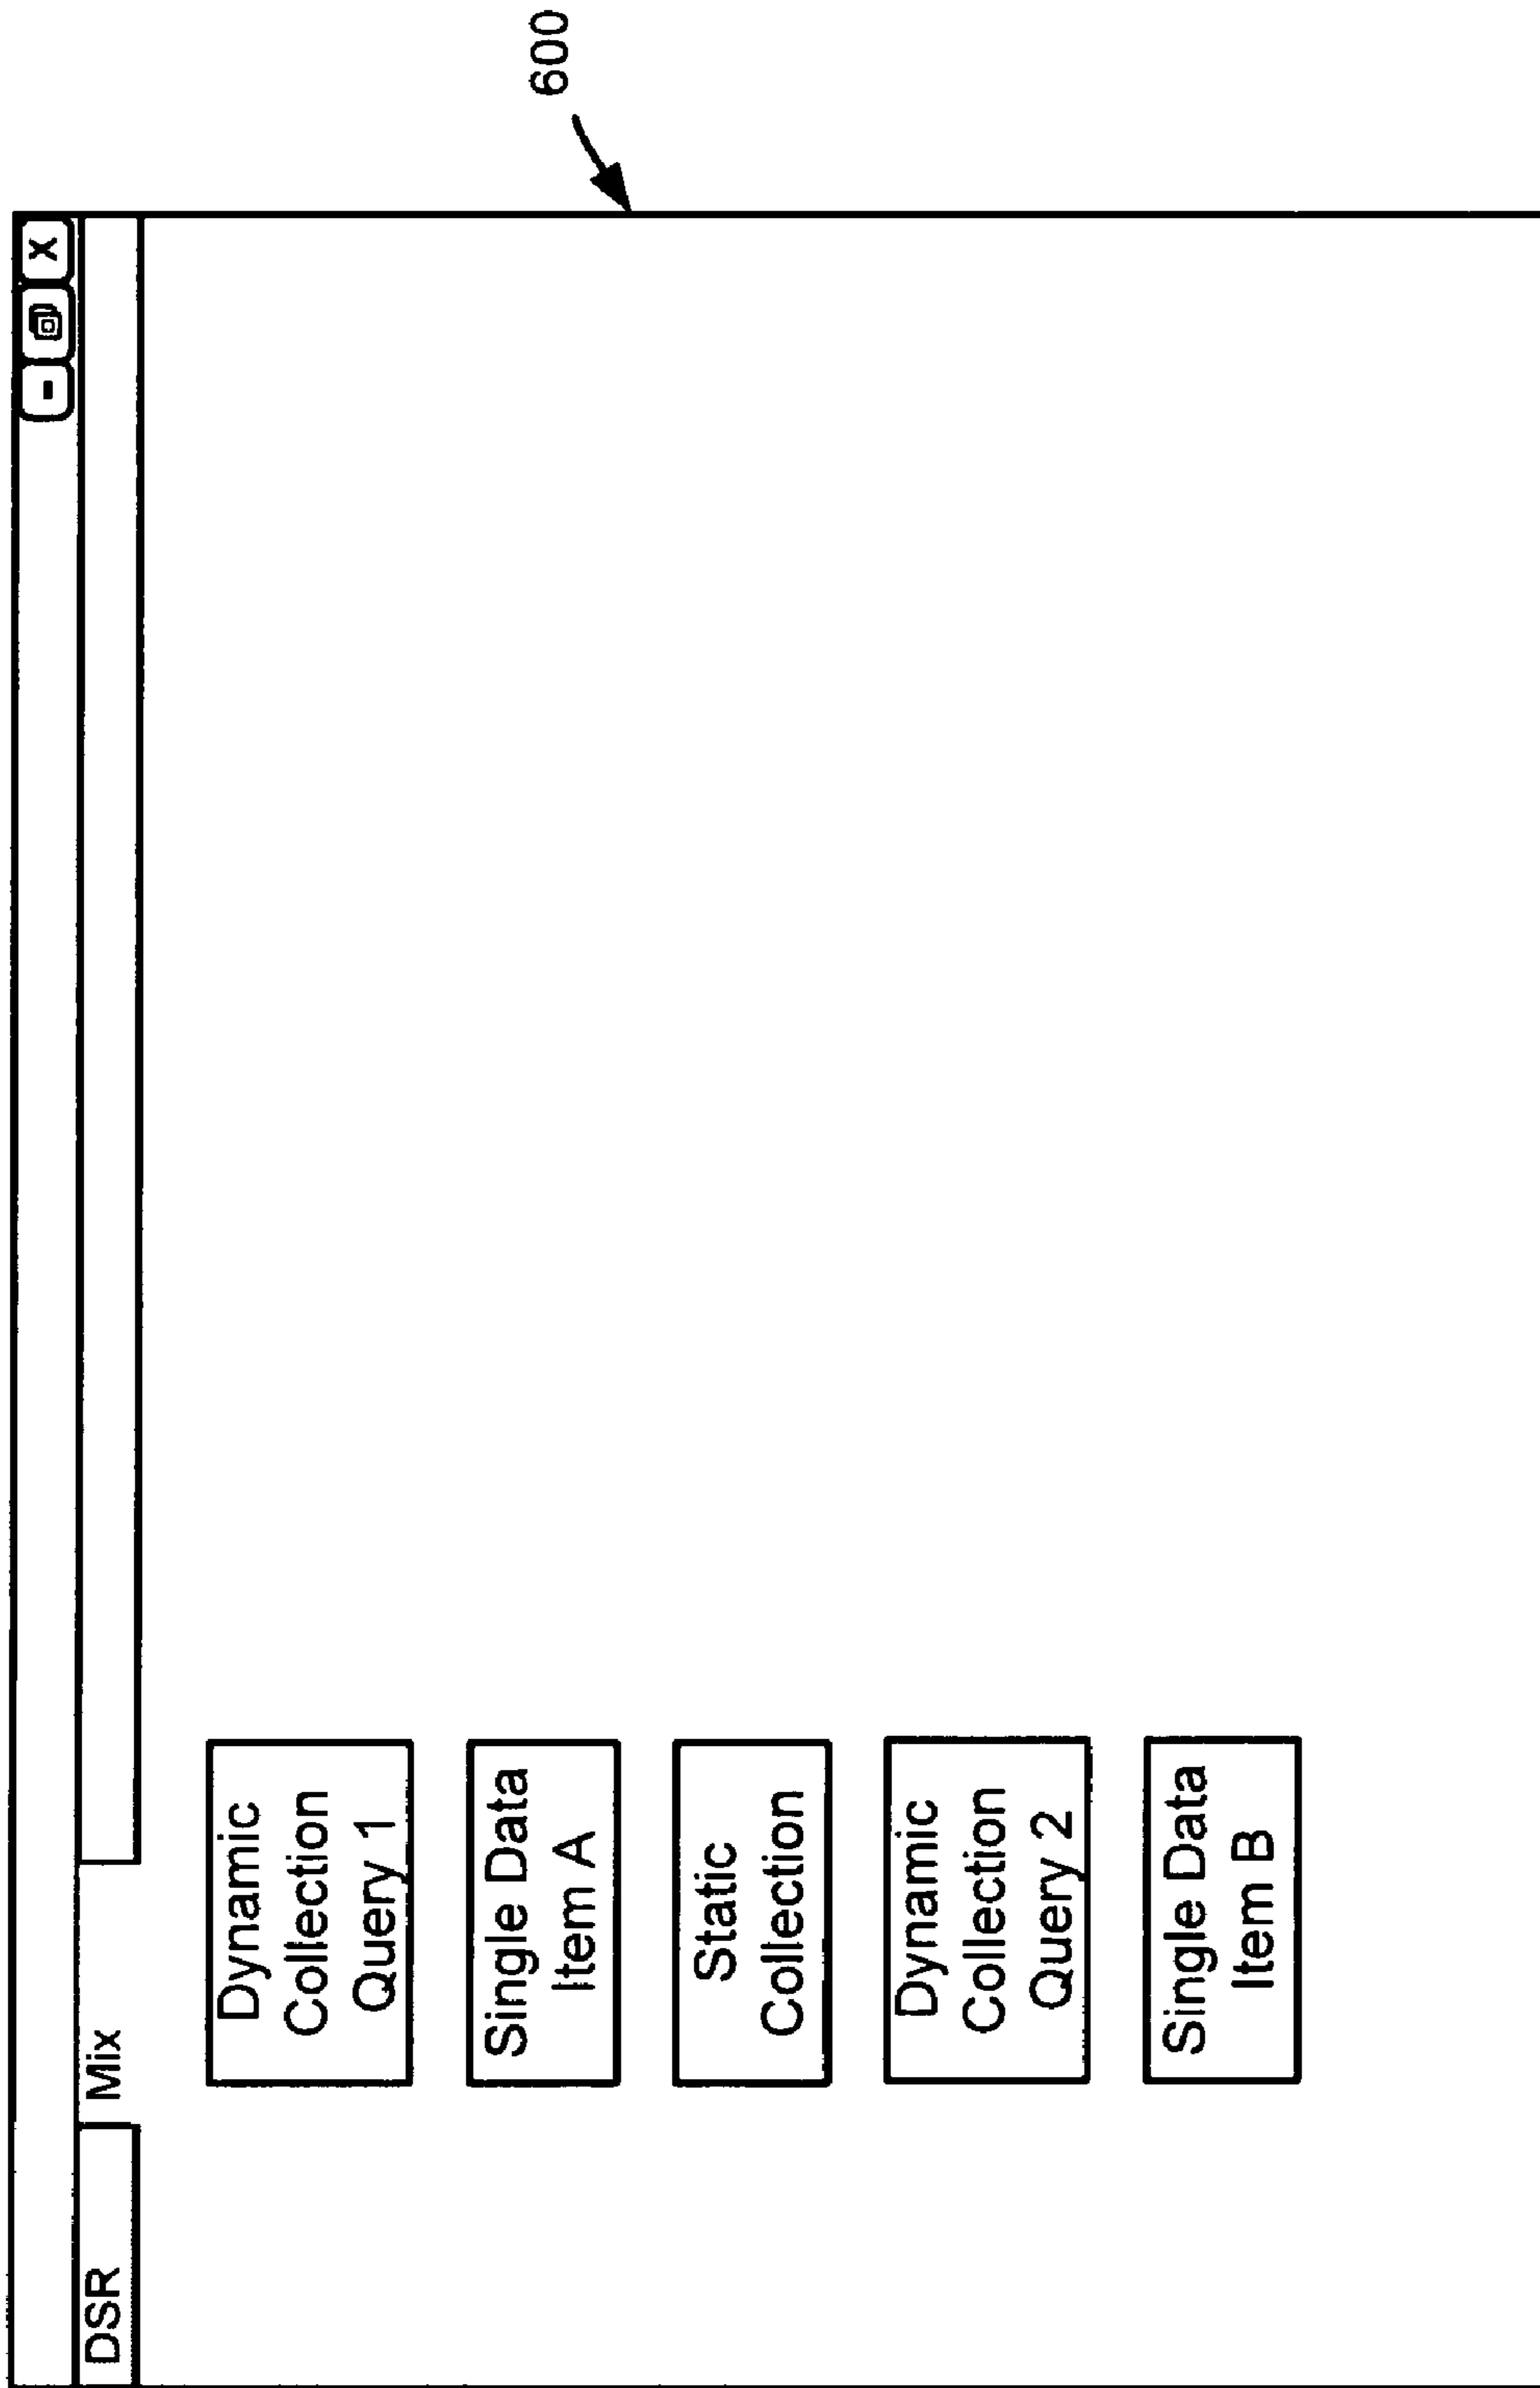 -
x
DSR
Mix
600
Dynamic
Collection
Query 1
Single Data
Item A
Static
Collection
Dynamic
Collection
Query 2
Single Data
Item B